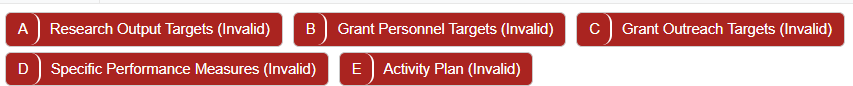 A Research Output Targets (Invalid) B Grant Personnel Targets (Invalid) C Grant Outreach Targets (Invalid)
D Specific Performance Measures (Invalid) E Activity Plan (Invalid)